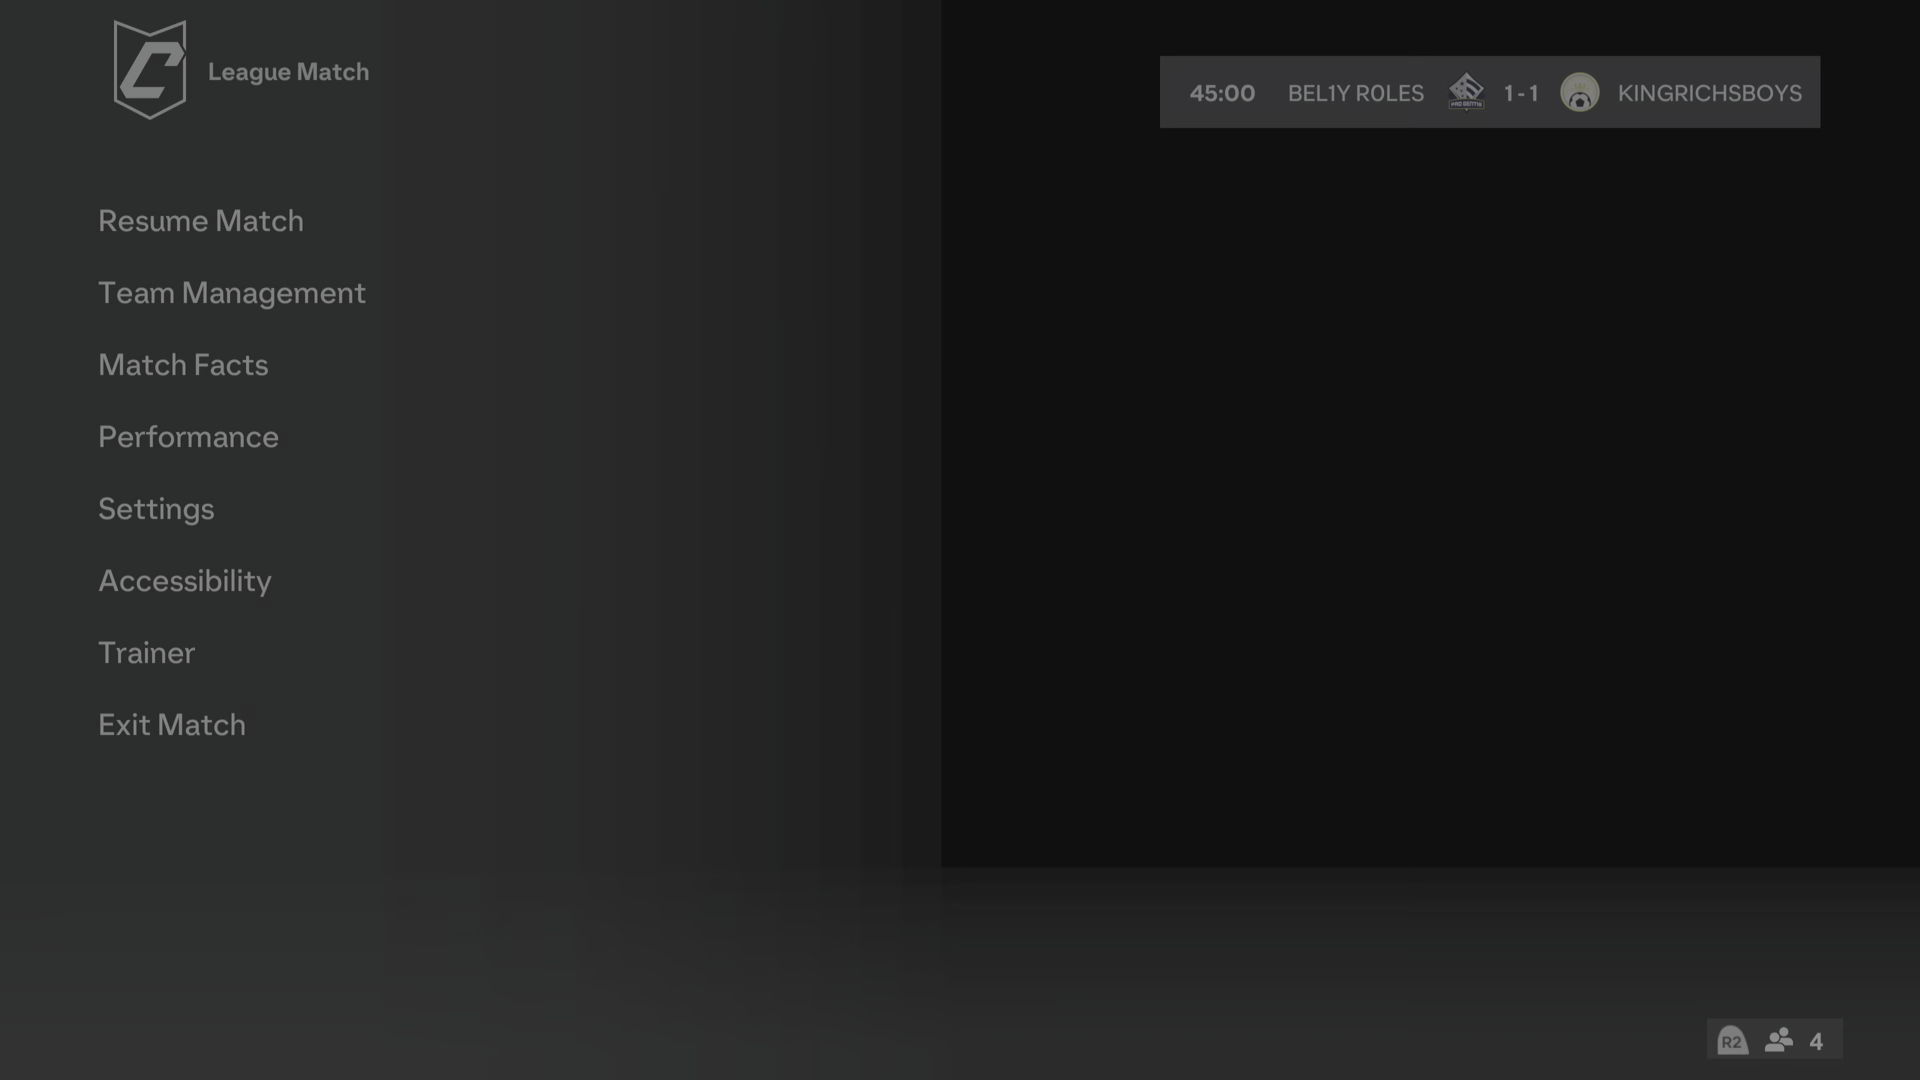 League Match
45:00 BEL1Y R0LES 1 - 1 KINGRICHSBOYS
Resume Match
Team Management
Match Facts
Performance
Settings
Accessibility
Trainer
Exit Match
R2 4